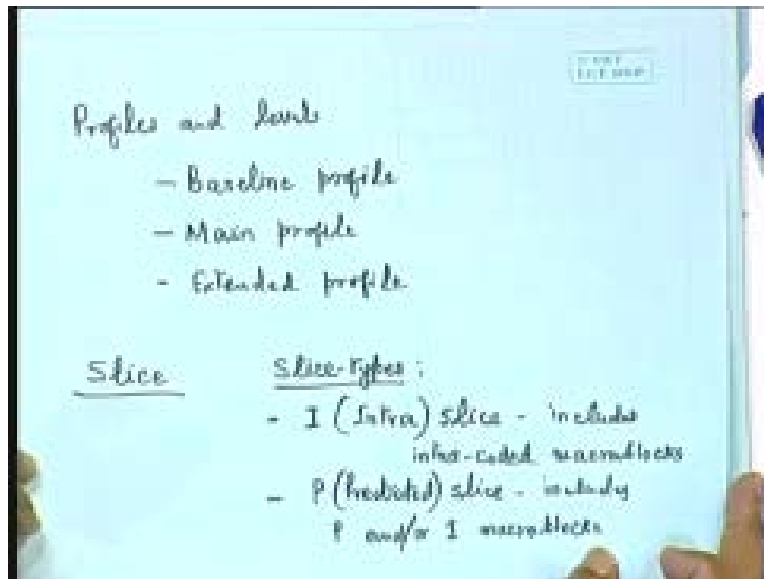 Profiles and levels
- Baseline profile
- Main profile
- Extended profile
Slice
Slice-types :
- I (Intra) slice - includes
intra-coded macroblocks
- P (Predicted) slice - includes
P and/or I macroblocks